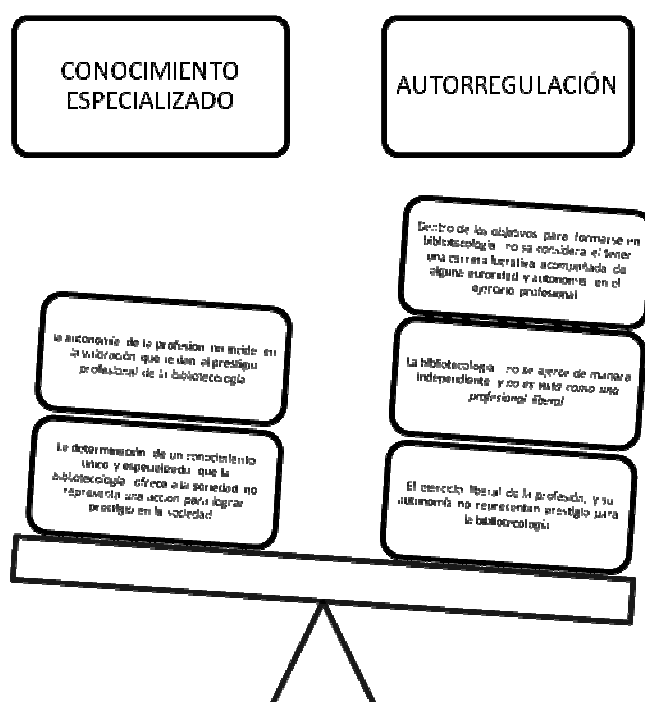 CONOCIMIENTO
ESPECIALIZADO
AUTORREGULACIÓN
la autonomía de la profesion no incide en
la valoración que le dan al prestigio
profesional de la bibliotecología
La determinación de un conocimiento
único y especializado que la
bibliotecología ofrece a la sociedad no
representa una acción para lograr
prestigio en la sociedad
Dentro de los objetivos para formarse en
bibliotecología no se considera el tener
una carrera lucrativa acompañada de
alguna autoridad y autonomía en el
ejercicio profesional
La bibliotecología no se ejerce de manera
independiente y no es vista como una
profesional liberal
El ejercicio liberal de la profesión, y su
autonomía no representan prestigio para
la bibliotecología